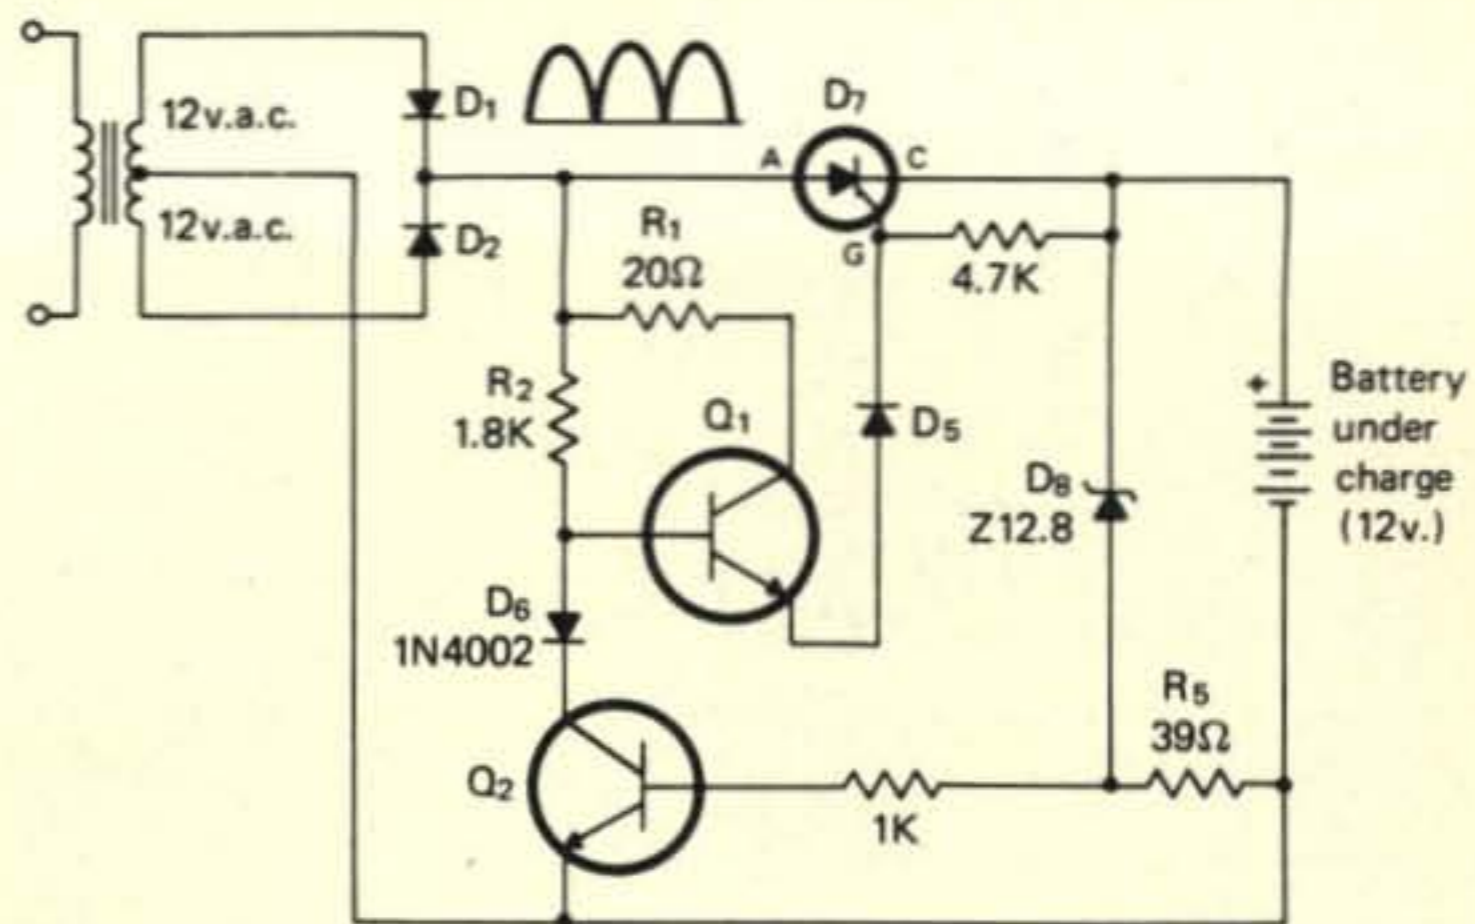 12v.a.c.
12v.a.c.
D1
D2
D7
A
C
G
R1
20Ω
4.7K
R2
1.8K
Q1
D5
D8
Z12.8
+
Battery
under
charge
(12v.)
D6
1N4002
Q2
1K
R5
39Ω